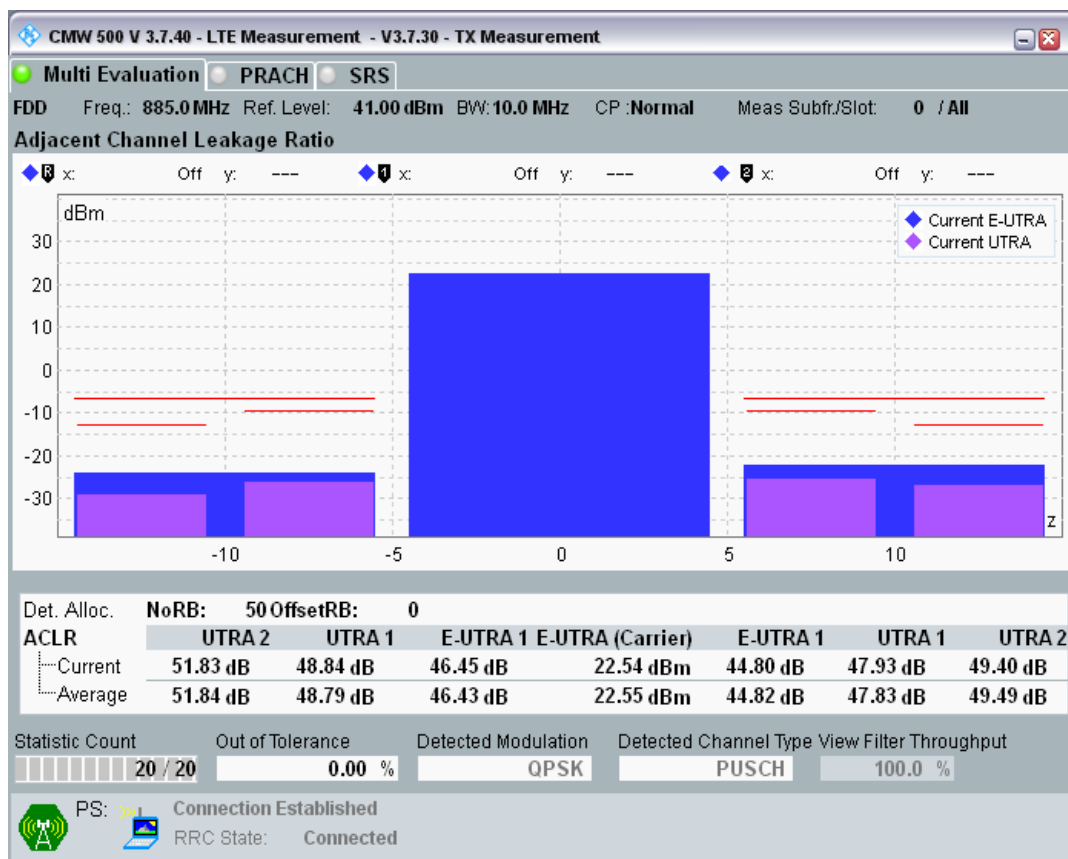 CMW 500 V 3.7.40 - LTE Measurement - V3.7.30 - TX Measurement
Multi Evaluation PRACH SRS
FDD Freq.: 885.0 MHz Ref. Level: 41.00 dBm BW: 10.0 MHz CP :Normal Meas Subfr./Slot: 0 / All
Adjacent Channel Leakage Ratio
R x: Off y: --- 1 x: Off y: --- 2 x: Off y: ---
dBm
Current E-UTRA
Current UTRA
30
20
10
0
-10
-20
-30
z
-10 -5 0 5 10
Det. Alloc. NoRB: 50 OffsetRB: 0
ACLR UTRA 2 UTRA 1 E-UTRA 1 E-UTRA (Carrier) E-UTRA 1 UTRA 1 UTRA 2
Current 51.83 dB 48.84 dB 46.45 dB 22.54 dBm 44.80 dB 47.93 dB 49.40 dB
Average 51.84 dB 48.79 dB 46.43 dB 22.55 dBm 44.82 dB 47.83 dB 49.49 dB
Statistic Count Out of Tolerance Detected Modulation Detected Channel Type View Filter Throughput
20 / 20 0.00 % QPSK PUSCH 100.0 %
PS: Connection Established
RRC State: Connected